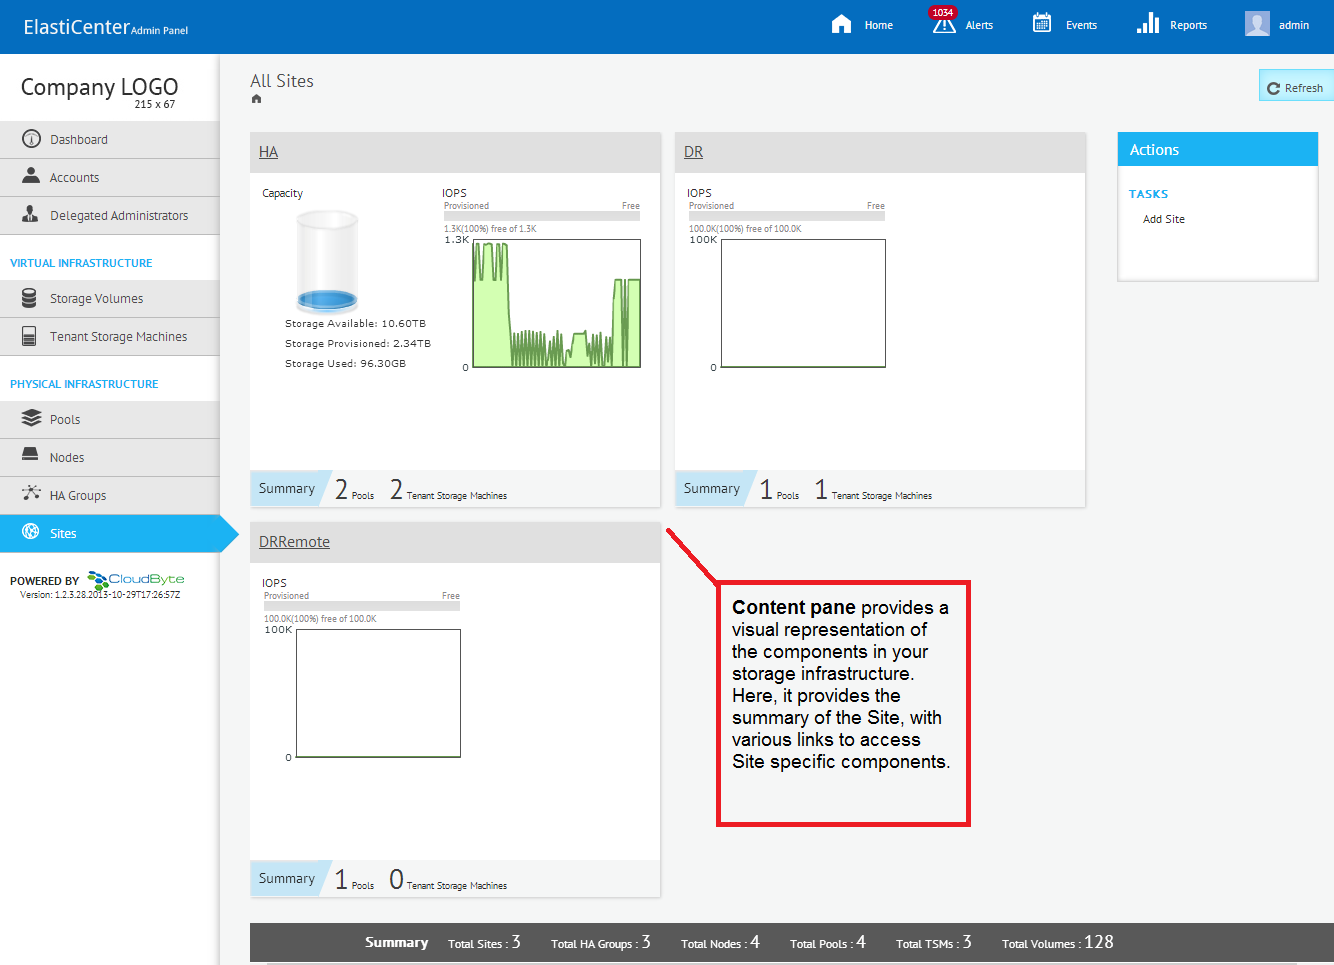 ElastiCenter Admin Panel
Home
1034
Alerts
Events
Reports
admin
Company LOGO
215 x 67
Dashboard
Accounts
Delegated Administrators
VIRTUAL INFRASTRUCTURE
Storage Volumes
Tenant Storage Machines
PHYSICAL INFRASTRUCTURE
Pools
Nodes
HA Groups
Sites
POWERED BY CloudByte
Version: 1.2.3.28.2013-10-29T17:26:57Z
All Sites
Refresh
HA
Capacity
Storage Available: 10.60TB
Storage Provisioned: 2.34TB
Storage Used: 96.30GB
IOPS
Provisioned Free
1.3K(100%) free of 1.3K
1.3K
0
Summary 2 Pools 2 Tenant Storage Machines
DR
IOPS
Provisioned Free
100.0K(100%) free of 100.0K
100K
0
Summary 1 Pools 1 Tenant Storage Machines
Actions
TASKS
Add Site
DRRemote
IOPS
Provisioned Free
100.0K(100%) free of 100.0K
100K
0
Summary 1 Pools 0 Tenant Storage Machines
Content pane provides a
visual representation of
the components in your
storage infrastructure.
Here, it provides the
summary of the Site, with
various links to access
Site specific components.
Summary Total Sites : 3 Total HA Groups : 3 Total Nodes : 4 Total Pools : 4 Total TSMs : 3 Total Volumes : 128